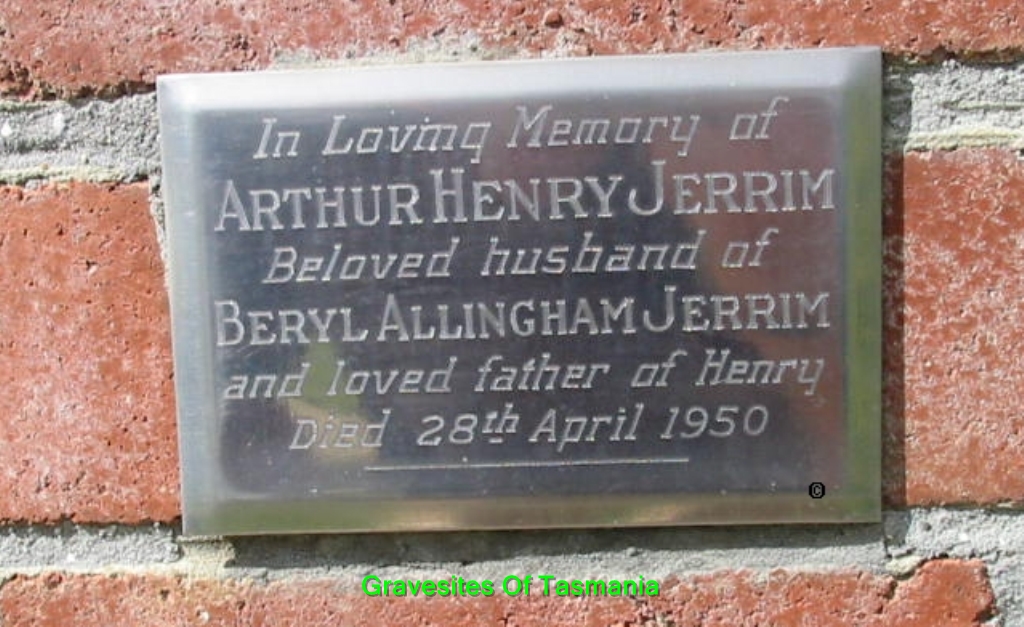 In Loving Memory of
ARTHUR HENRY JERRIM
Beloved husband of
BERYL ALLINGHAM JERRIM
and loved father of Henry
Died 28th April 1950
©
Gravesites Of Tasmania